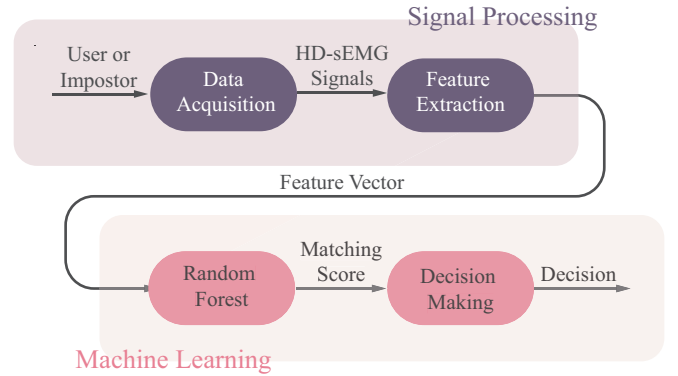 Signal Processing
User or
Impostor
Data
Acquisition
HD-sEMG
Signals
Feature
Extraction
Feature Vector
Random
Forest
Matching
Score
Decision
Making
Decision
Machine Learning